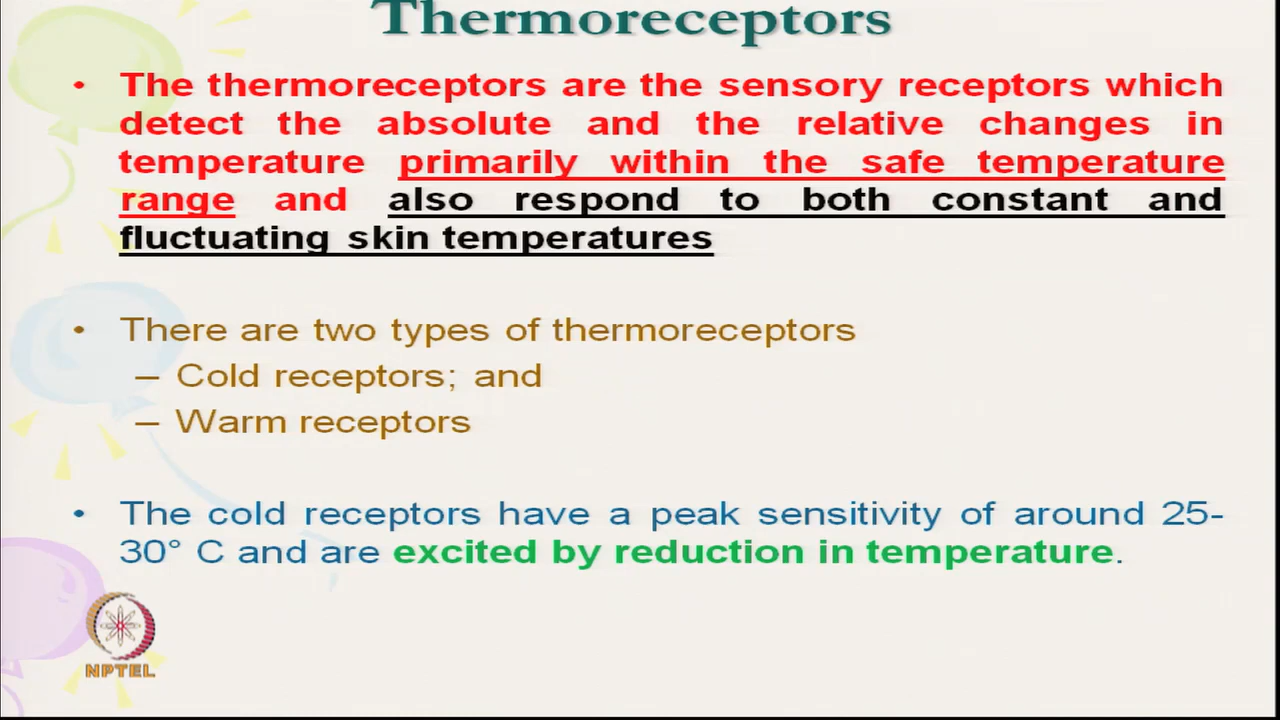 Thermoreceptors
• The thermoreceptors are the sensory receptors which
detect the absolute and the relative changes in
temperature primarily within the safe temperature
range and also respond to both constant and
fluctuating skin temperatures
• There are two types of thermoreceptors
– Cold receptors; and
– Warm receptors
• The cold receptors have a peak sensitivity of around 25-
30° C and are excited by reduction in temperature.
NPTEL